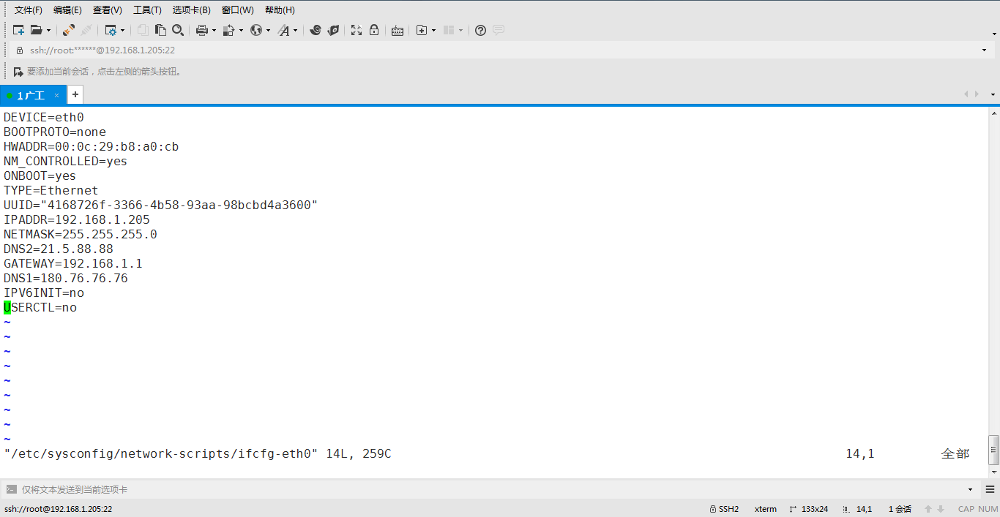 文件(F) 编辑(E) 查看(V) 工具(T) 选项卡(B) 窗口(W) 帮助(H)
ssh://root:******@192.168.1.205:22
要添加当前会话，点击左侧的箭头按钮。
1 广工 × +
DEVICE=eth0
BOOTPROTO=none
HWADDR=00:0c:29:b8:a0:cb
NM_CONTROLLED=yes
ONBOOT=yes
TYPE=Ethernet
UUID="4168726f-3366-4b58-93aa-98bcbd4a3600"
IPADDR=192.168.1.205
NETMASK=255.255.255.0
DNS2=21.5.88.88
GATEWAY=192.168.1.1
DNS1=180.76.76.76
IPV6INIT=no
USERCTL=no
~
~
~
~
~
~
~
~
~
"/etc/sysconfig/network-scripts/ifcfg-eth0" 14L, 259C 14,1 全部
仅将文本发送到当前选项卡
ssh://root@192.168.1.205:22 SSH2 xterm 133x24 14,1 1 会话 CAP NUM